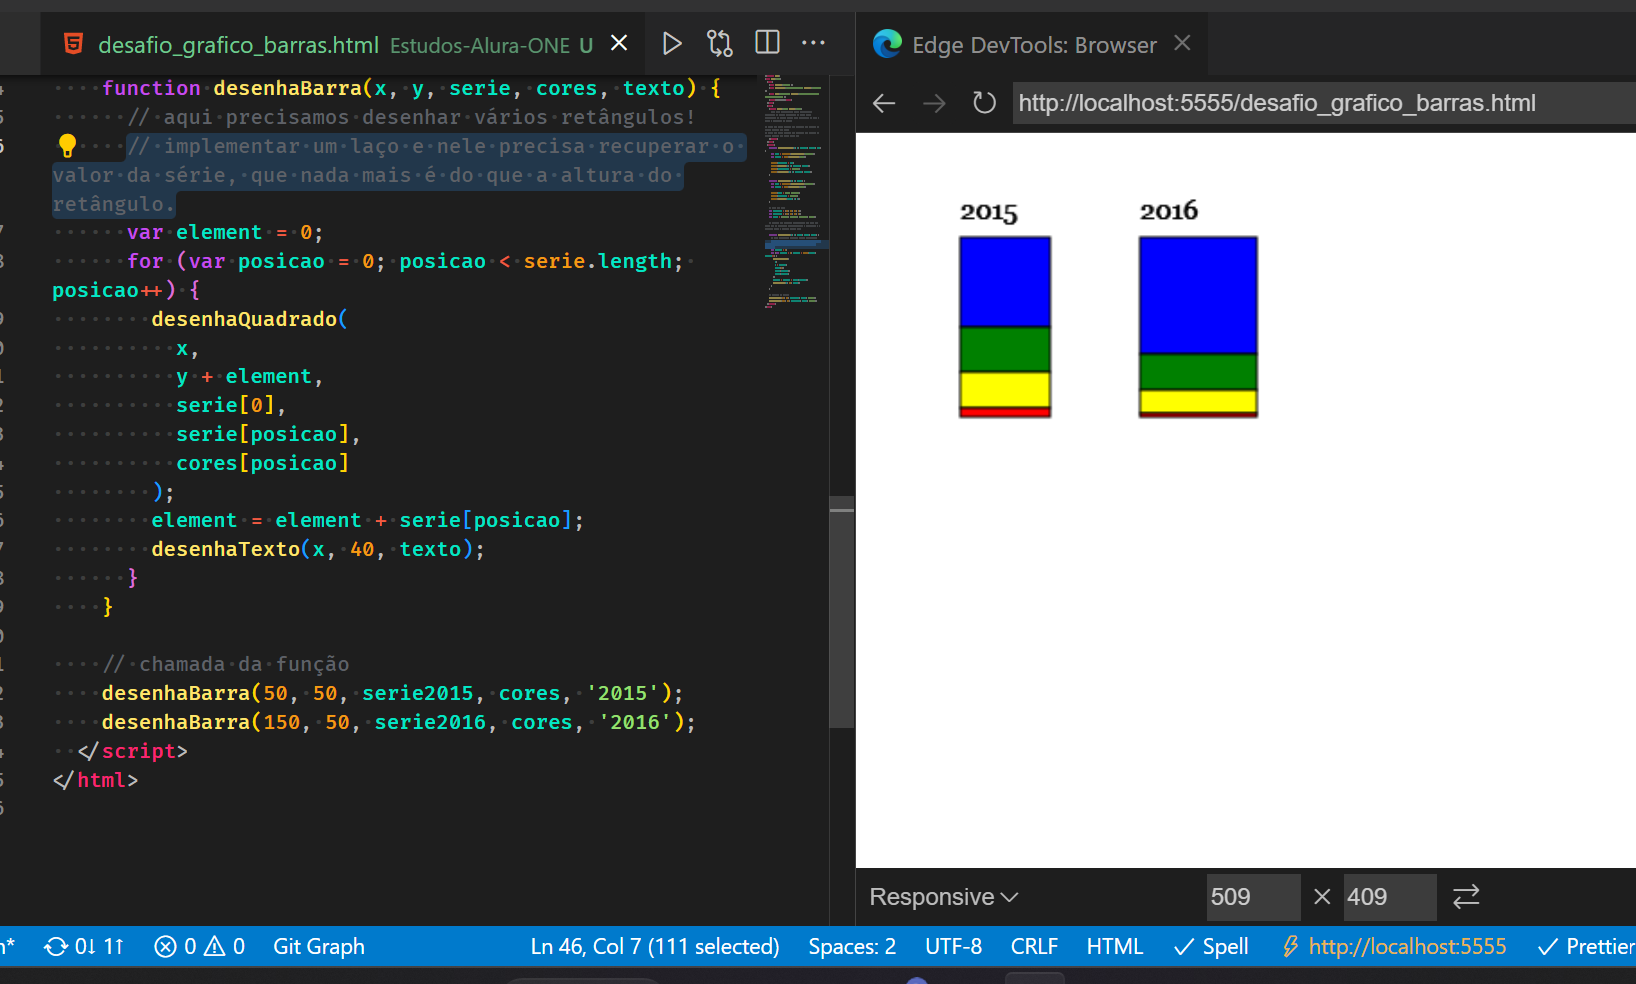 desafio_grafico_barras.html Estudos-Alura-ONE U
function desenhaBarra(x, y, serie, cores, texto) {
// aqui precisamos desenhar vários retângulos!
// implementar um laço e nele precisa recuperar o
valor da série, que nada mais é do que a altura do
retângulo.
var element = 0;
for (var posicao = 0; posicao < serie.length;
posicao++) {
desenhaQuadrado(
x,
y + element,
serie[0],
serie[posicao],
cores[posicao]
);
element = element + serie[posicao];
desenhaTexto(x, 40, texto);
}
}
// chamada da função
desenhaBarra(50, 50, serie2015, cores, '2015');
desenhaBarra(150, 50, serie2016, cores, '2016');
</script>
</html>
Edge DevTools: Browser
http://localhost:5555/desafio_grafico_barras.html
2015 2016
Responsive 509 × 409
0↓ 1↑ 0 0 Git Graph Ln 46, Col 7 (111 selected) Spaces: 2 UTF-8 CRLF HTML Spell http://localhost:5555 Prettier